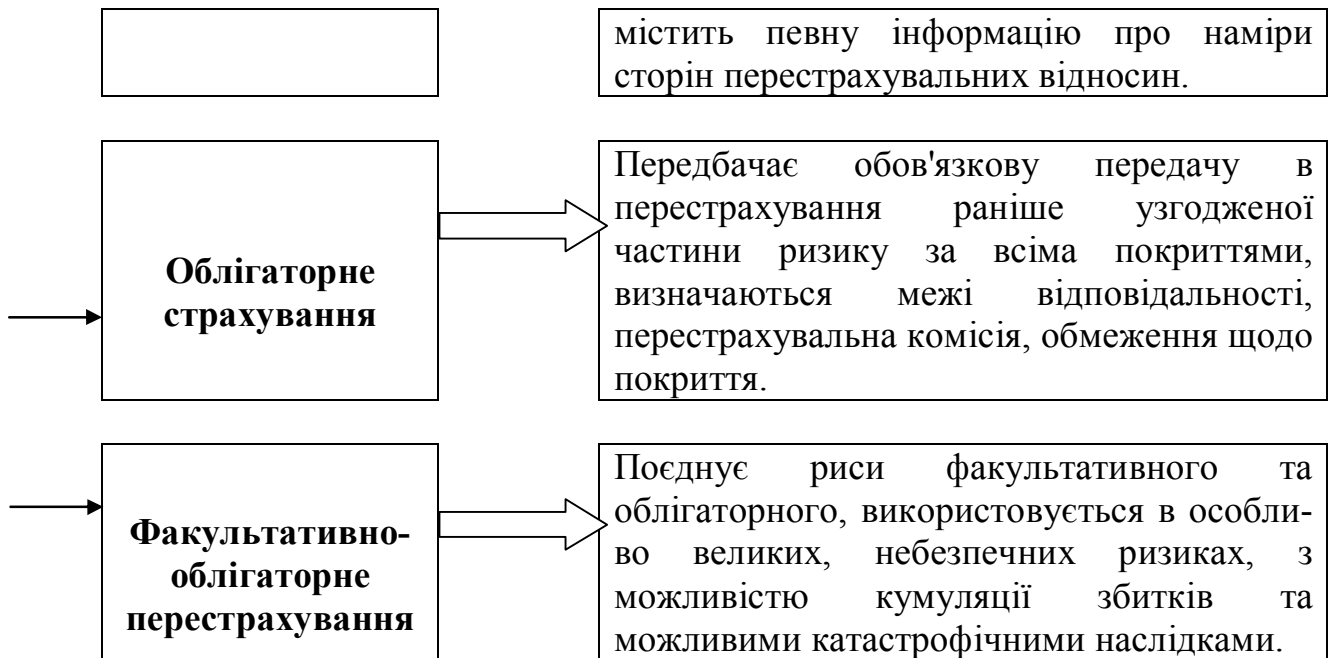 містить певну інформацію про наміри
сторін перестрахувальних відносин.
Облігаторне
страхування
Передбачає обов'язкову передачу в
перестрахування раніше узгодженої
частини ризику за всіма покриттями,
визначаються межі відповідальності,
перестрахувальна комісія, обмеження щодо
покриття.
Факультативно-
облігаторне
перестрахування
Поєднує риси факультативного та
облігаторного, використовується в особли-
во великих, небезпечних ризиках, з
можливістю кумуляції збитків та
можливими катастрофічними наслідками.